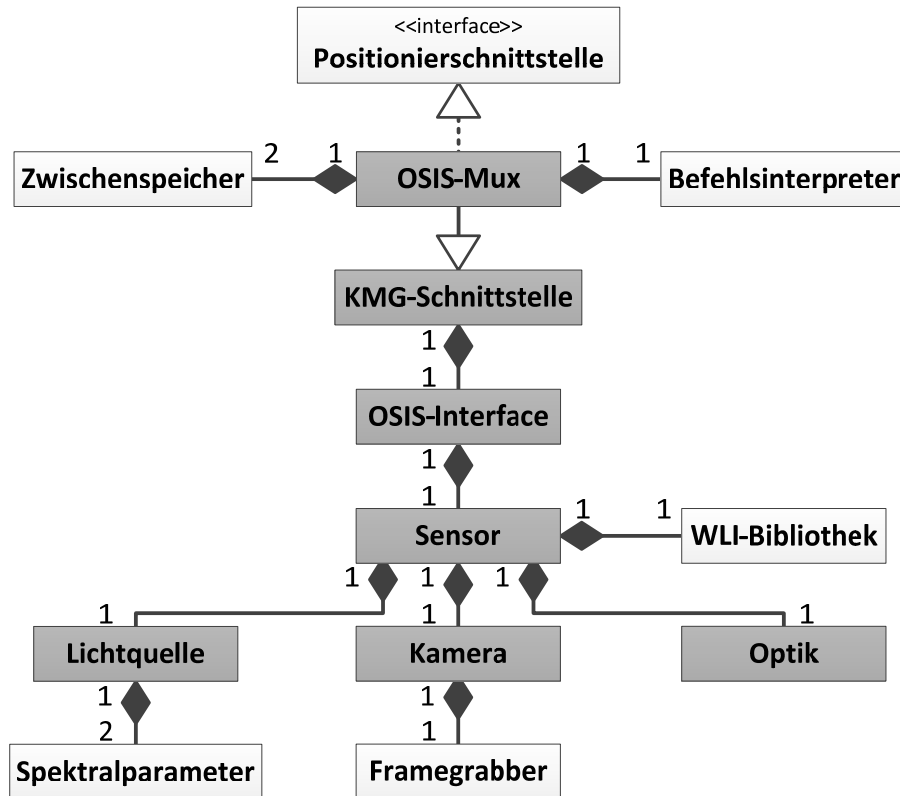 <<interface>>
Positionierschnittstelle
2 1 1 1
Zwischenspeicher OSIS-Mux Befehlsinterpreter
KMG-Schnittstelle
1
1
OSIS-Interface
1
1 1 1
Sensor WLI-Bibliothek
1 1 1
1 1 1
Lichtquelle Kamera Optik
1 1
2 1
Spektralparameter Framegrabber